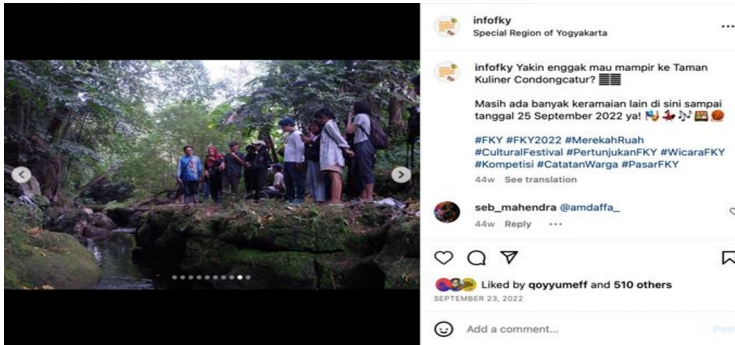 infofky
Special Region of Yogyakarta
infofky Yakin enggak mau mampir ke Taman
Kuliner Condongcatur?
Masih ada banyak keramaian lain di sini sampai
tanggal 25 September 2022 ya!
#FKY #FKY2022 #MerekahRuah
#CulturalFestival #PertunjukanFKY #WicaraFKY
#Kompetisi #CatatanWarga #PasarFKY
44w See translation
seb_mahendra @amdaffa_
44w Reply
Liked by qoyyumeff and 510 others
SEPTEMBER 23, 2022
Add a comment...